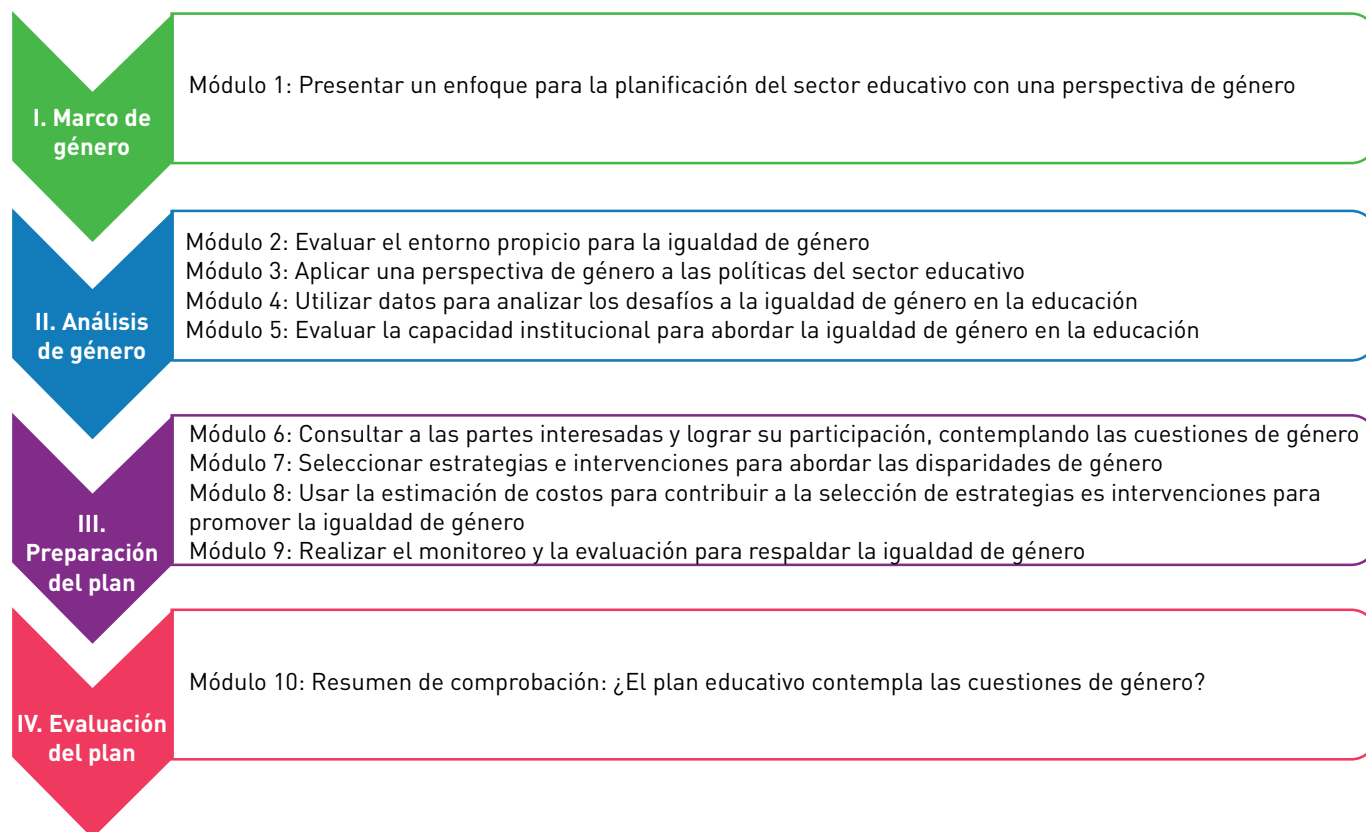 I. Marco de
género
Módulo 1: Presentar un enfoque para la planificación del sector educativo con una perspectiva de género
II. Análisis
de género
Módulo 2: Evaluar el entorno propicio para la igualdad de género
Módulo 3: Aplicar una perspectiva de género a las políticas del sector educativo
Módulo 4: Utilizar datos para analizar los desafíos a la igualdad de género en la educación
Módulo 5: Evaluar la capacidad institucional para abordar la igualdad de género en la educación
III.
Preparación
del plan
Módulo 6: Consultar a las partes interesadas y lograr su participación, contemplando las cuestiones de género
Módulo 7: Seleccionar estrategias e intervenciones para abordar las disparidades de género
Módulo 8: Usar la estimación de costos para contribuir a la selección de estrategias es intervenciones para
promover la igualdad de género
Módulo 9: Realizar el monitoreo y la evaluación para respaldar la igualdad de género
IV. Evaluación
del plan
Módulo 10: Resumen de comprobación: ¿El plan educativo contempla las cuestiones de género?